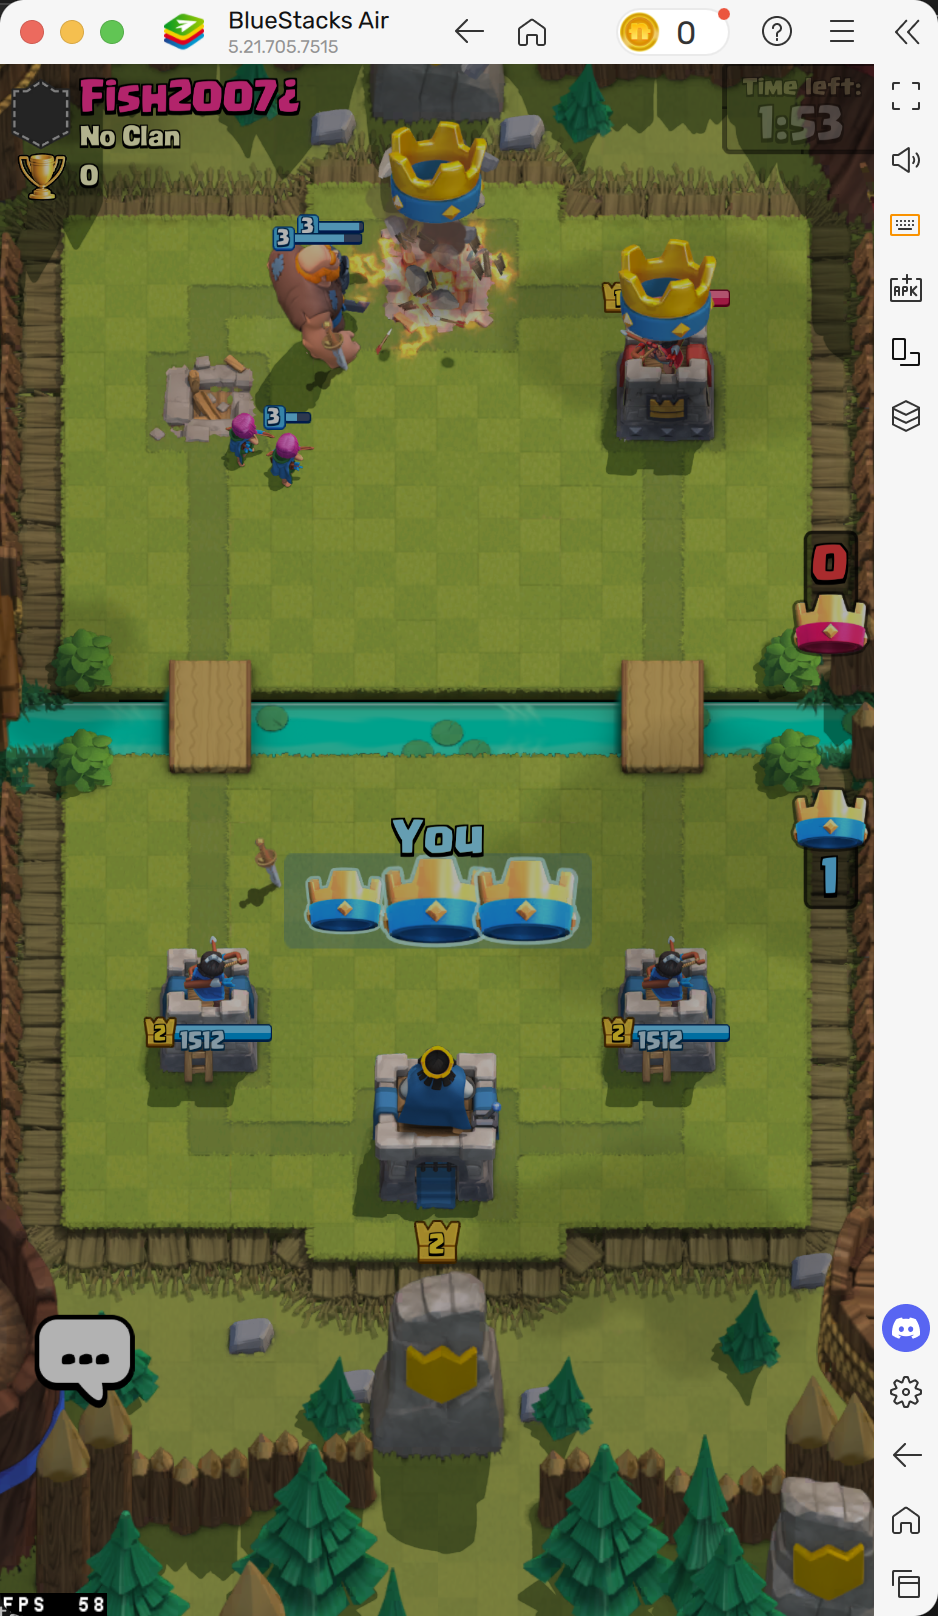 BlueStacks Air
5.21.705.7515
0
Fish2007¿
No Clan
0
Time left:
1:53
APK
3
3
1
3
0
You
1
2 1512
2 1512
2
...
FPS 58